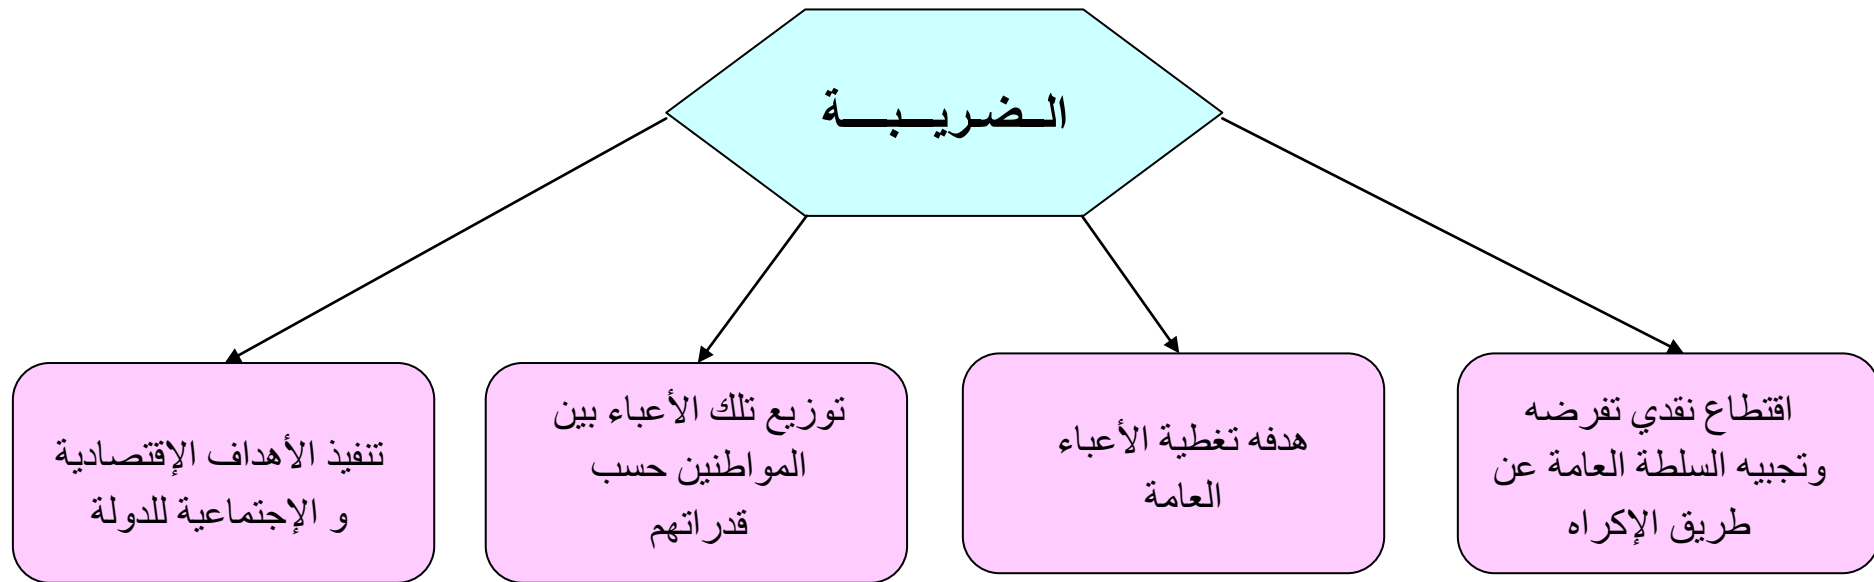 الـضريـبـة
اقتطاع نقدي تفرضه
وتجبيه السلطة العامة عن
طريق الإكراه
هدفه تغطية الأعباء
العامة
توزيع تلك الأعباء بين
المواطنين حسب
قدراتهم
تنفيذ الأهداف الإقتصادية
و الإجتماعية للدولة